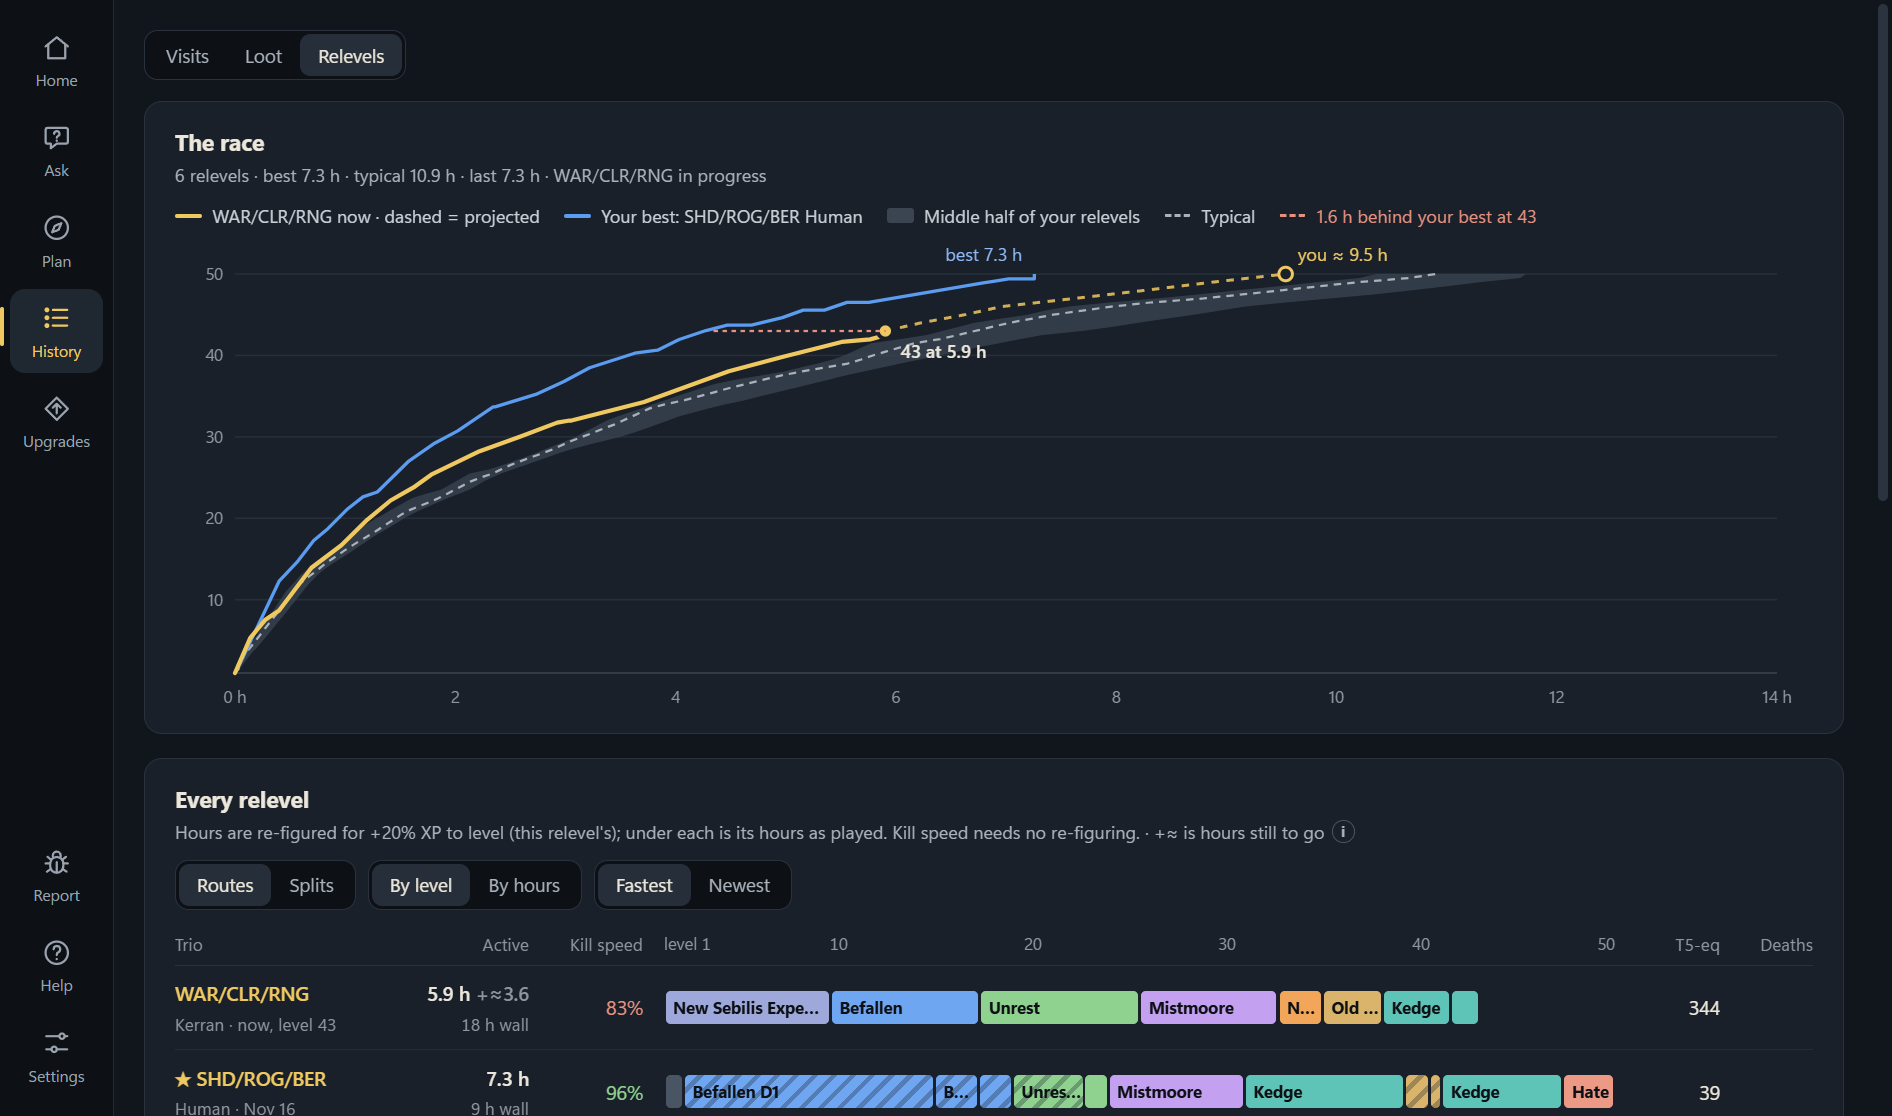 Visits Loot Relevels
Home
Ask
Plan
History
Upgrades
Report
Help
Settings
The race
6 relevels · best 7.3 h · typical 10.9 h · last 7.3 h · WAR/CLR/RNG in progress
WAR/CLR/RNG now · dashed = projected Your best: SHD/ROG/BER Human Middle half of your relevels Typical 1.6 h behind your best at 43
best 7.3 h you ≈ 9.5 h
50
40
43 at 5.9 h
30
20
10
0 h 2 4 6 8 10 12 14 h
Every relevel
Hours are re-figured for +20% XP to level (this relevel's); under each is its hours as played. Kill speed needs no re-figuring. · +≈ is hours still to go i
Routes Splits By level By hours Fastest Newest
Trio Active Kill speed level 1 10 20 30 40 50 T5-eq Deaths
WAR/CLR/RNG 5.9 h +≈3.6 83% New Sebilis Expe... Befallen Unrest Mistmoore N... Old ... Kedge 344
Kerran · now, level 43 18 h wall
★ SHD/ROG/BER 7.3 h 96% Befallen D1 B... Unres... Mistmoore Kedge Kedge Hate 39
Human · Nov 16 9 h wall